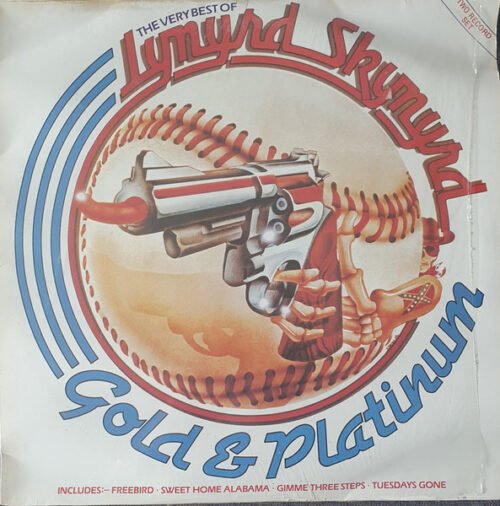 THE VERY BEST OF
Lynyrd Skynyrd
TWO RECORD
SET
Gold & Platinum
INCLUDES:– FREEBIRD · SWEET HOME ALABAMA · GIMME THREE STEPS · TUESDAYS GONE